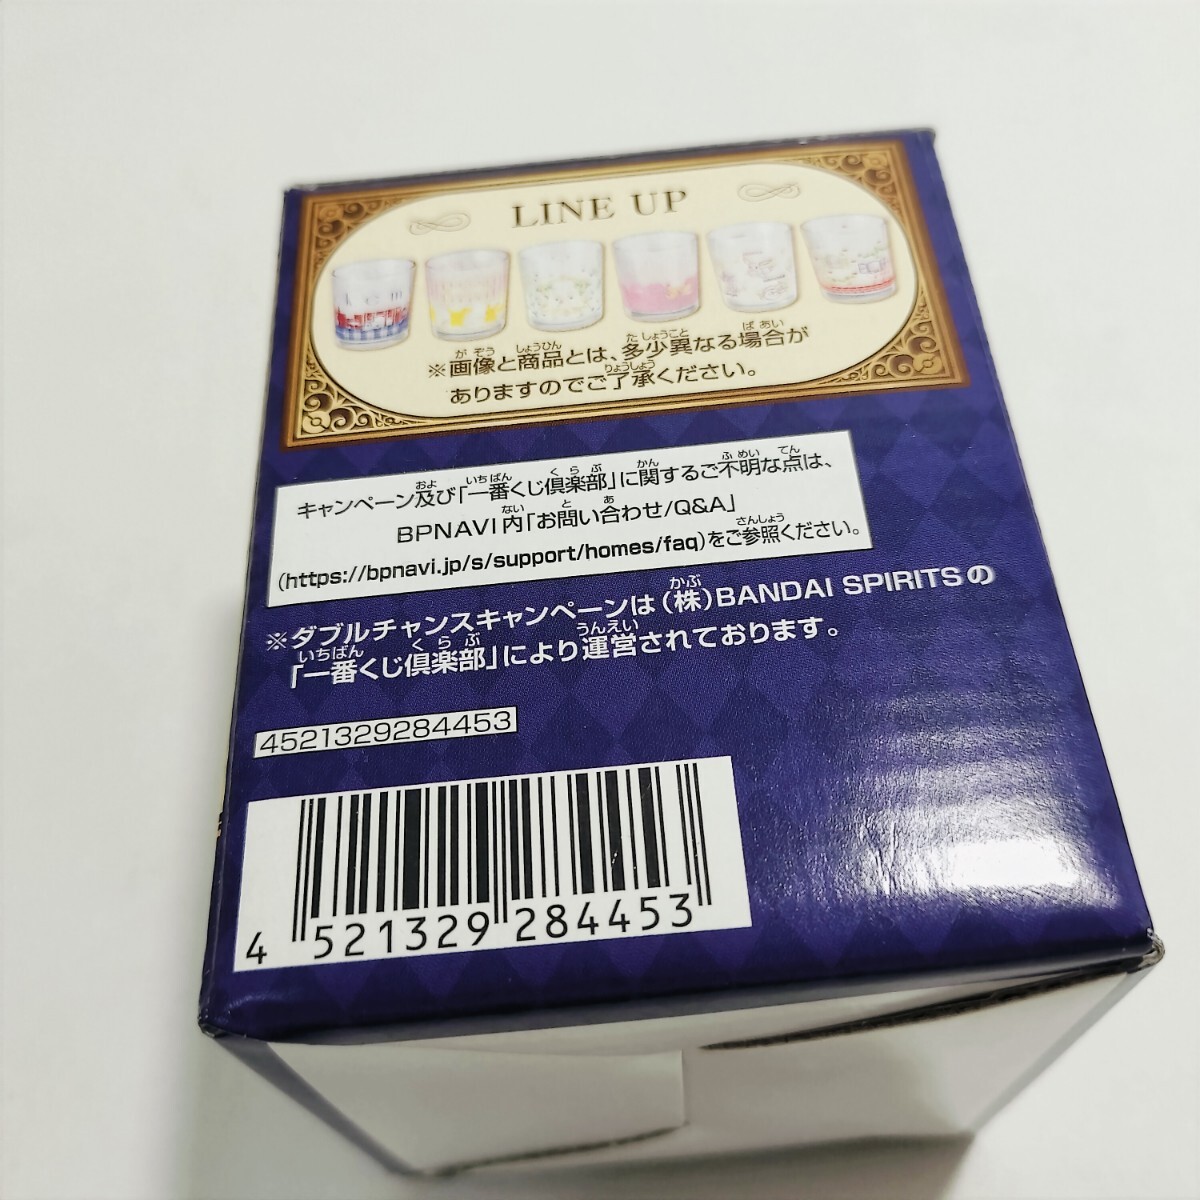 LINE UP
※画像と商品とは、多少異なる場合が
ありますのでご了承ください。
キャンペーン及び「一番くじ倶楽部」に関するご不明な点は、
BPNAVI内「お問い合わせ/Q&A」
(https://bpnavi.jp/s/support/homes/faq)をご参照ください。
※ダブルチャンスキャンペーンは(株)BANDAI SPIRITSの
「一番くじ倶楽部」により運営されております。
4521329284453
4 521329 284453